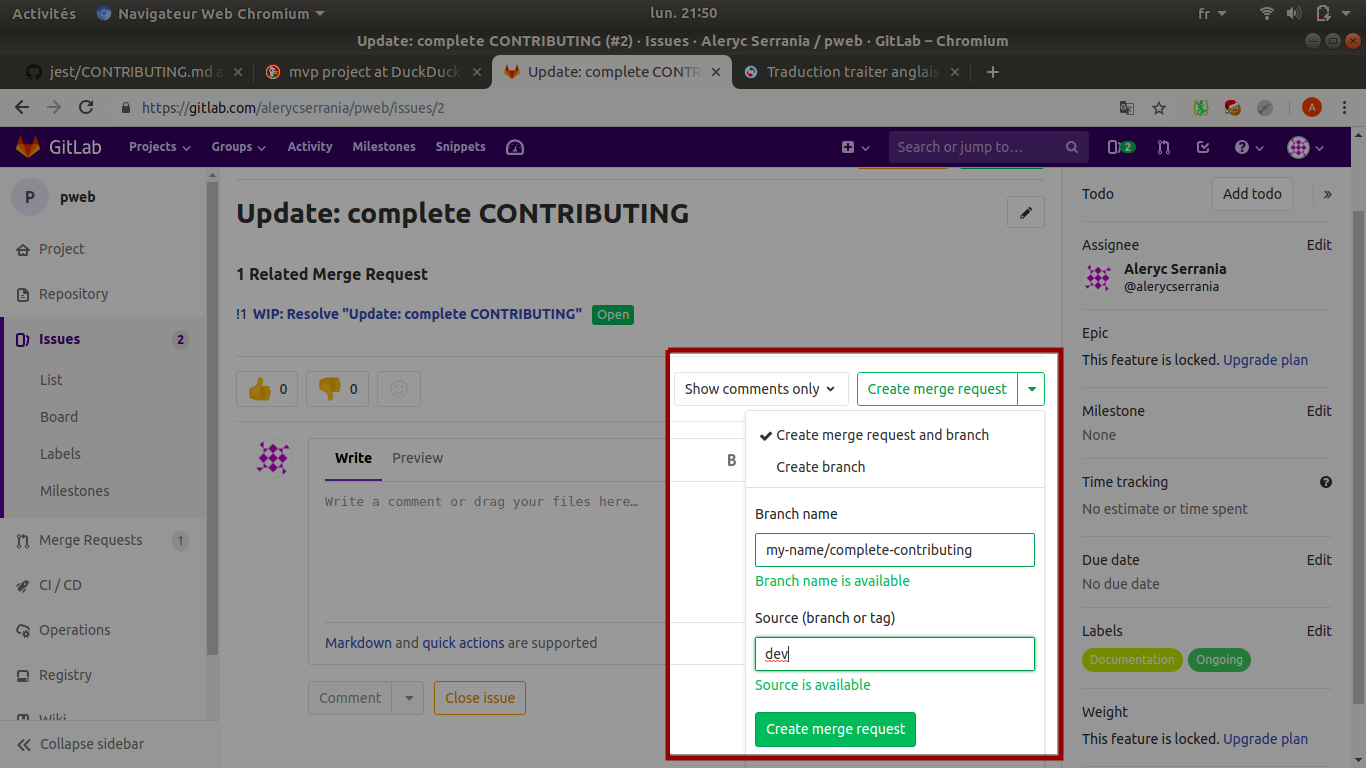 Activités Navigateur Web Chromium lun. 21:50 fr
Update: complete CONTRIBUTING (#2) · Issues · Aleryc Serrania / pweb · GitLab – Chromium
jest/CONTRIBUTING.md a × mvp project at DuckDuck × Update: complete CONTR × Traduction traiter anglais × +
https://gitlab.com/alerycserrania/pweb/issues/2 A
GitLab Projects Groups Activity Milestones Snippets Search or jump to… 2
P pweb
Project
Repository
Issues 2
List
Board
Labels
Milestones
Merge Requests 1
CI / CD
Operations
Registry
Wiki
Collapse sidebar
Update: complete CONTRIBUTING
1 Related Merge Request
!1 WIP: Resolve "Update: complete CONTRIBUTING" Open
0 0
Show comments only Create merge request
Create merge request and branch
Create branch
Branch name
my-name/complete-contributing
Branch name is available
Source (branch or tag)
dev
Source is available
Create merge request
Write Preview B
Write a comment or drag your files here…
Markdown and quick actions are supported
Comment Close issue
Todo Add todo »
Assignee Edit
Aleryc Serrania
@alerycserrania
Epic
This feature is locked. Upgrade plan
Milestone Edit
None
Time tracking
No estimate or time spent
Due date Edit
No due date
Labels Edit
Documentation Ongoing
Weight
This feature is locked. Upgrade plan